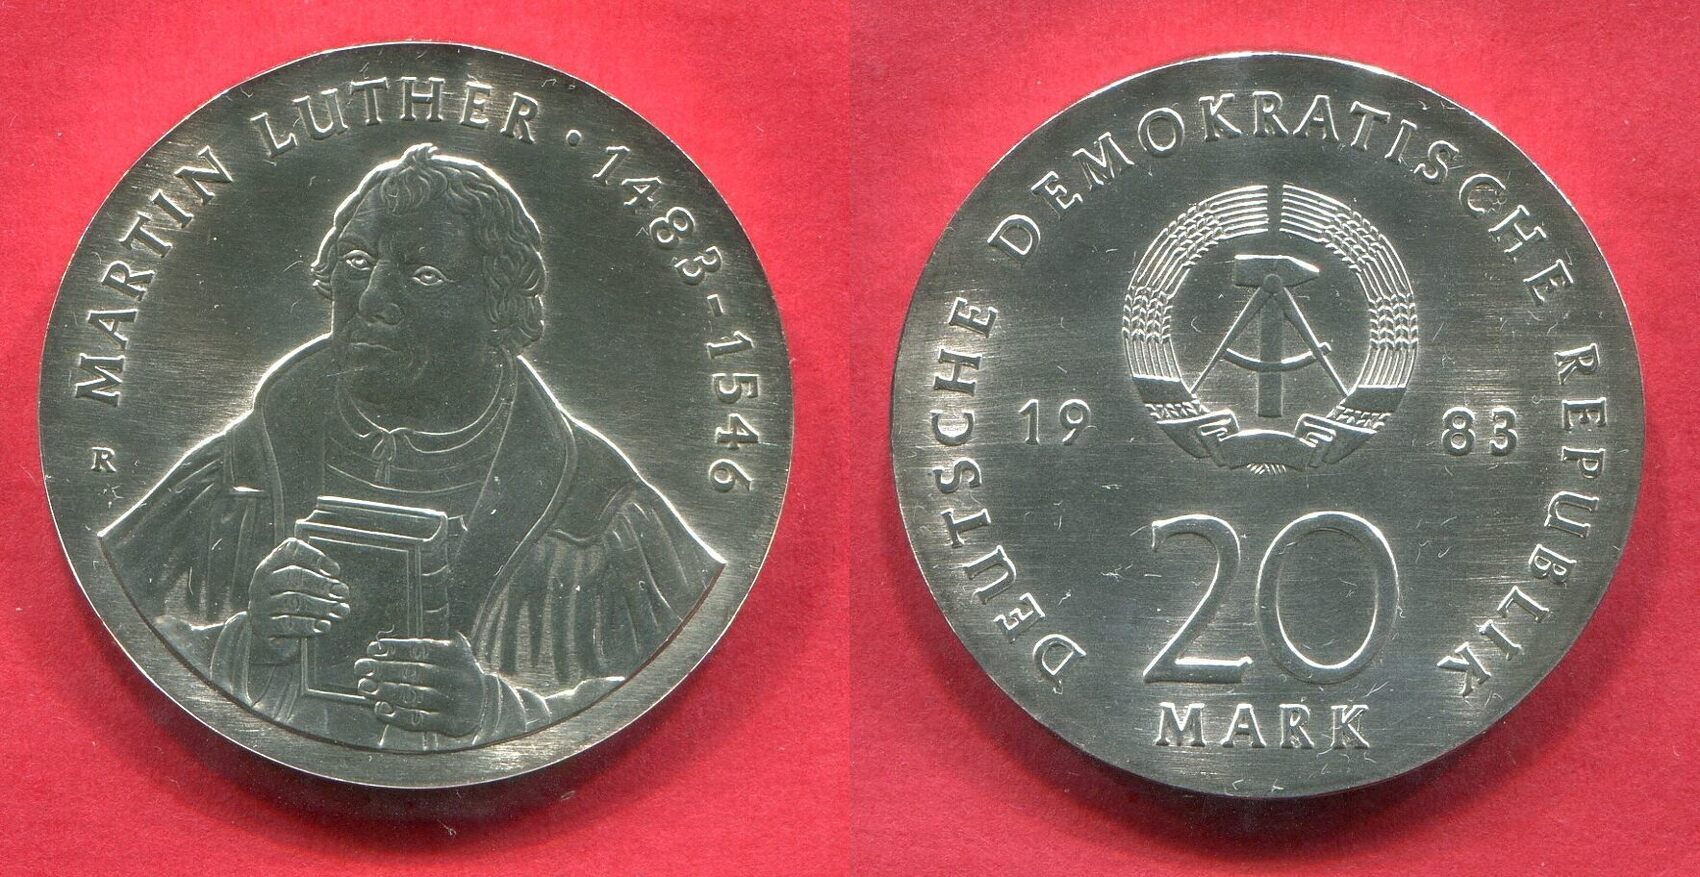 MARTIN LUTHER · 1483-1546
R
DEUTSCHE DEMOKRATISCHE REPUBLIK
19 83
20
MARK